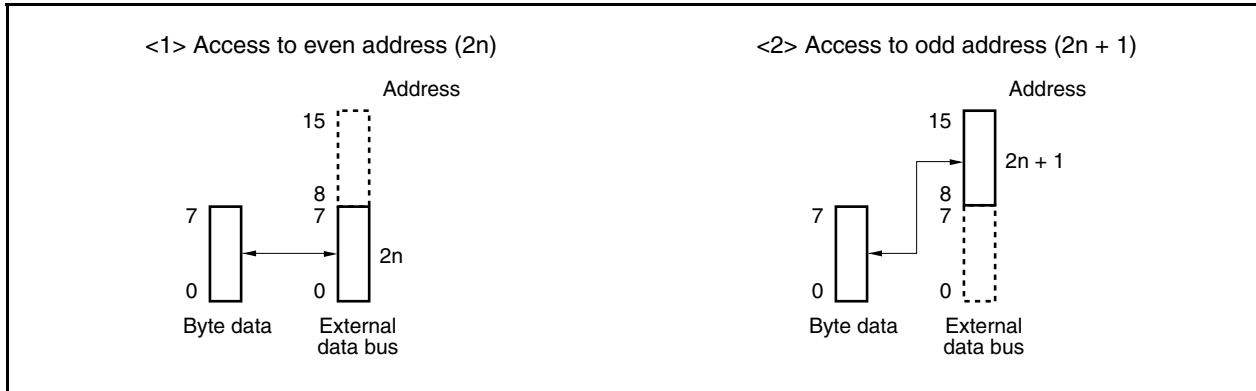 <1> Access to even address (2n)
Address
15
8
7
7
2n
0
0
Byte data
External
data bus
<2> Access to odd address (2n + 1)
Address
15
2n + 1
8
7
7
0
0
Byte data
External
data bus